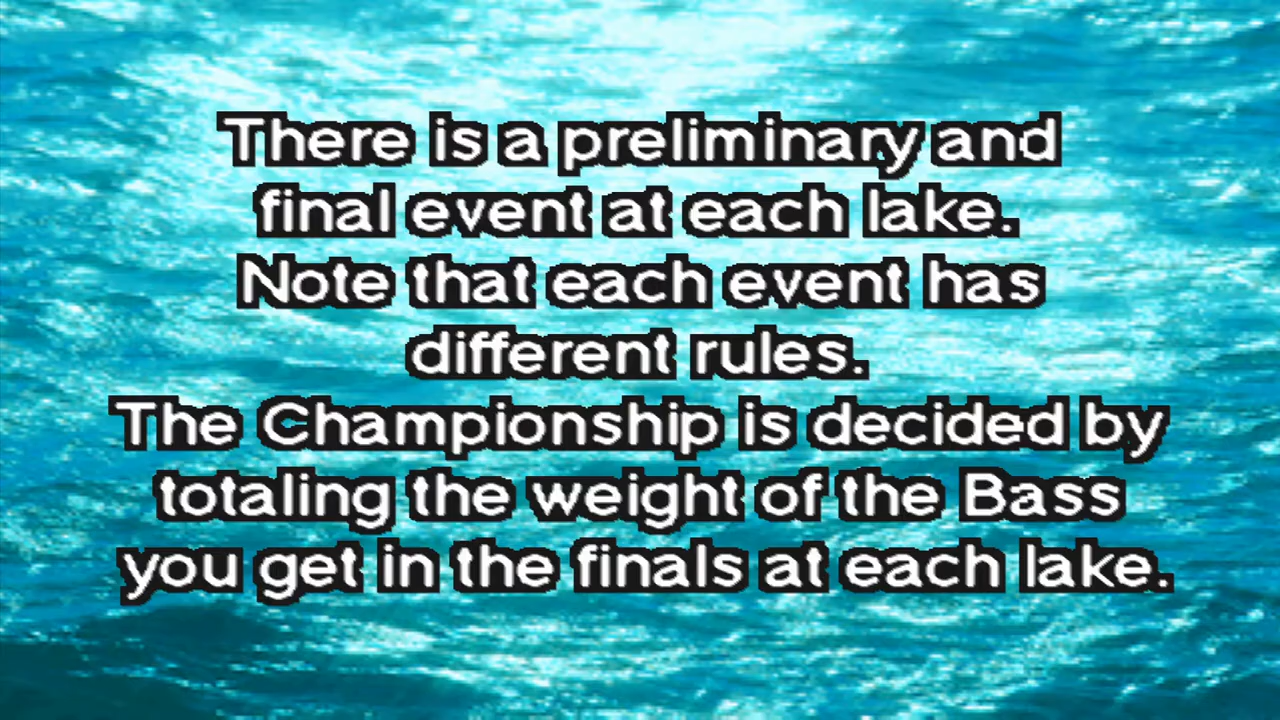 There is a preliminary and
final event at each lake.
Note that each event has
different rules.
The Championship is decided by
totaling the weight of the Bass
you get in the finals at each lake.